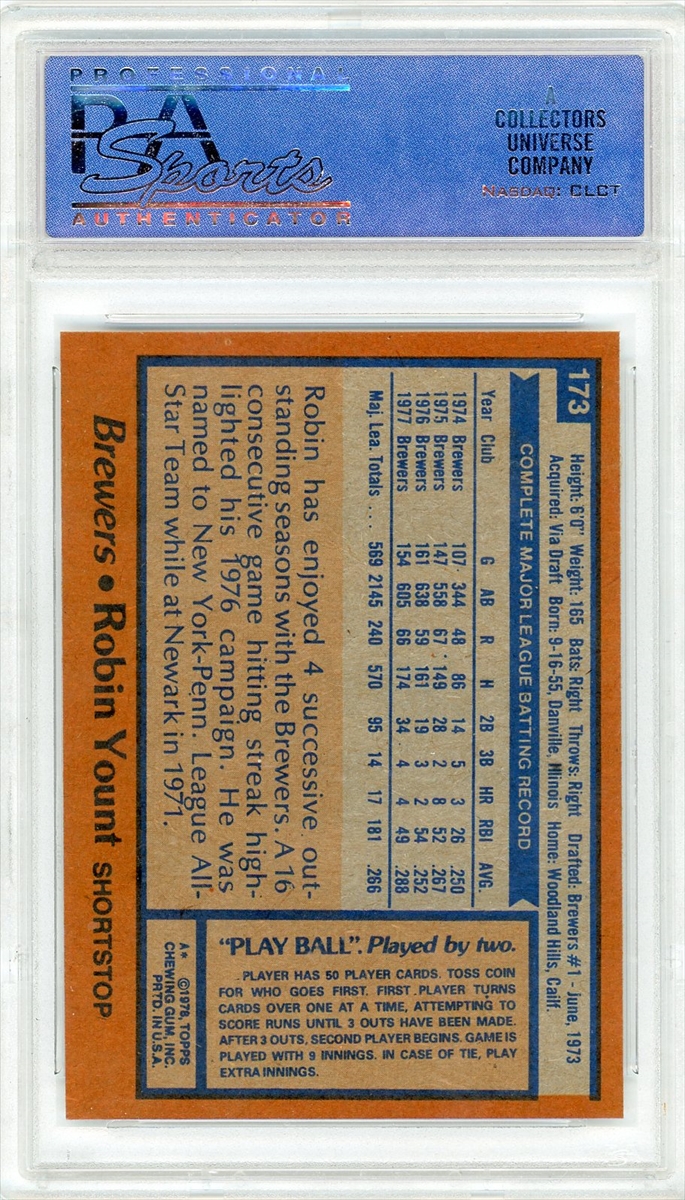 PROFESSIONAL
PSA
Sports
AUTHENTICATOR
A
COLLECTORS
UNIVERSE
COMPANY
NASDAQ: CLCT
173
Height: 6'0" Weight: 165 Bats: Right Throws: Right Drafted: Brewers #1 - June, 1973
Acquired: Via Draft Born: 9-16-55, Danville, Illinois Home: Woodland Hills, Calif.
COMPLETE MAJOR LEAGUE BATTING RECORD
Year Club G AB R H 2B 3B HR RBI AVG.
1974 Brewers 107 344 48 86 14 5 3 26 .250
1975 Brewers 147 558 67 149 28 2 8 52 .267
1976 Brewers 161 638 59 161 19 3 2 54 .252
1977 Brewers 154 605 66 174 34 4 4 49 .288
Maj. Lea. Totals . . . 569 2145 240 570 95 14 17 181 .266
Robin has enjoyed 4 successive out-
standing seasons with the Brewers. A 16
consecutive game hitting streak high-
lighted his 1976 campaign. He was
named to New York-Penn. League All-
Star Team while at Newark in 1971.
"PLAY BALL". Played by two.
PLAYER HAS 50 PLAYER CARDS. TOSS COIN
FOR WHO GOES FIRST. FIRST PLAYER TURNS
CARDS OVER ONE AT A TIME, ATTEMPTING TO
SCORE RUNS UNTIL 3 OUTS HAVE BEEN MADE.
AFTER 3 OUTS, SECOND PLAYER BEGINS. GAME IS
PLAYED WITH 9 INNINGS. IN CASE OF TIE, PLAY
EXTRA INNINGS.
A* ©1978, TOPPS
CHEWING GUM, INC.
PRTD. IN U.S.A.
Brewers • Robin Yount SHORTSTOP